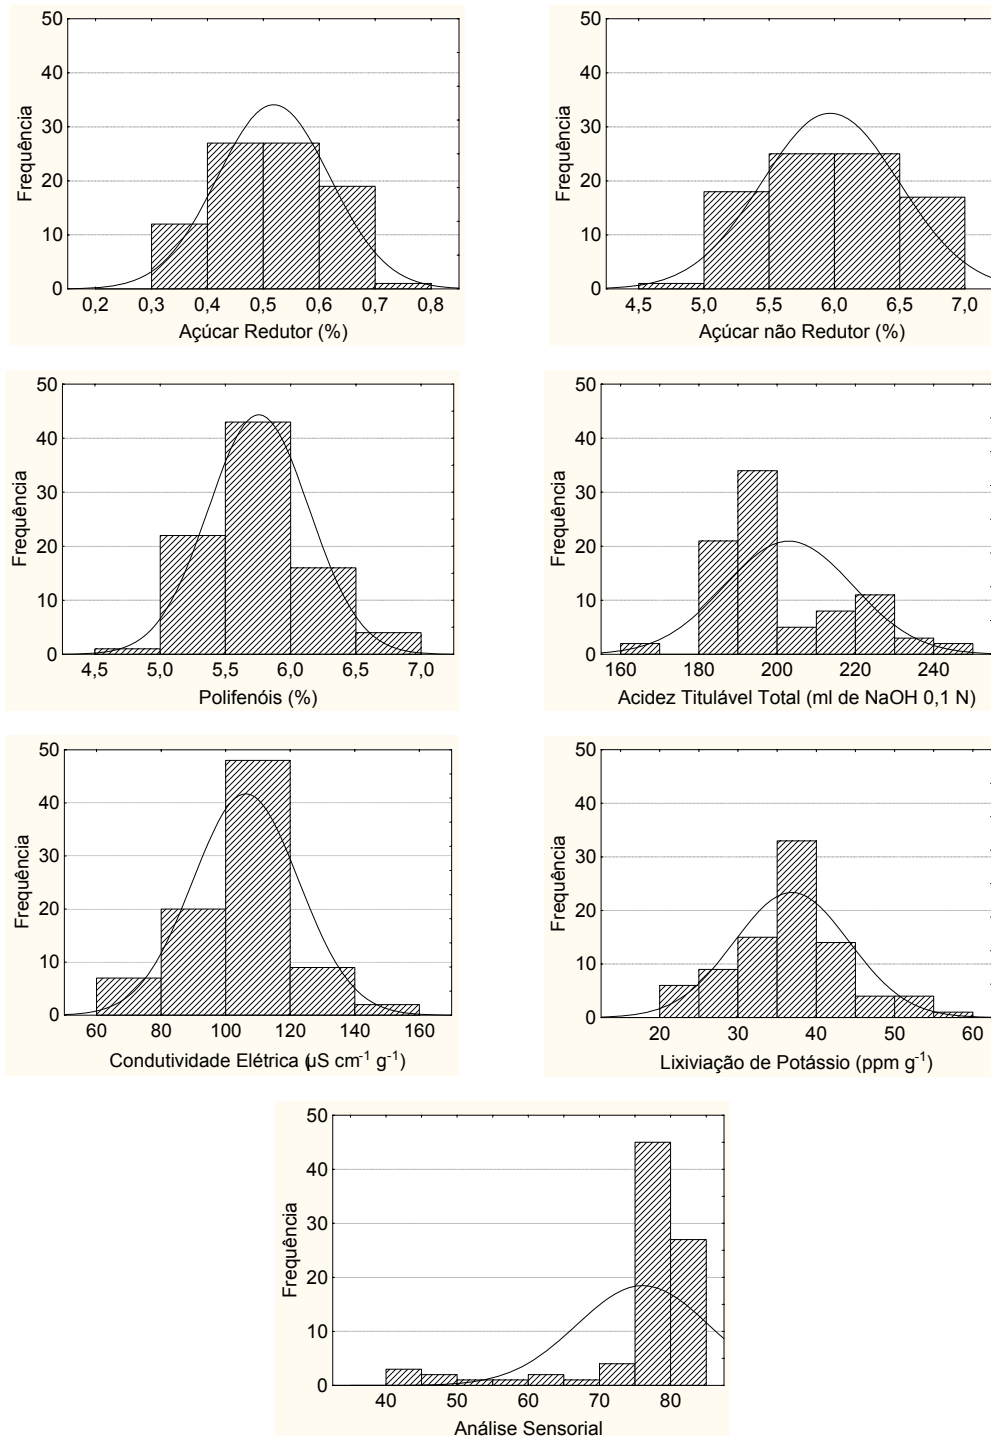 50
40
30
20
10
0
Frequência
0,2 0,3 0,4 0,5 0,6 0,7 0,8
Açúcar Redutor (%)
50
40
30
20
10
0
Frequência
4,5 5,0 5,5 6,0 6,5 7,0
Açúcar não Redutor (%)
50
40
30
20
10
0
Frequência
4,5 5,0 5,5 6,0 6,5 7,0
Polifenóis (%)
50
40
30
20
10
0
Frequência
160 180 200 220 240
Acidez Titulável Total (ml de NaOH 0,1 N)
50
40
30
20
10
0
Frequência
60 80 100 120 140 160
Condutividade Elétrica (µS cm⁻¹ g⁻¹)
50
40
30
20
10
0
Frequência
20 30 40 50 60
Lixiviação de Potássio (ppm g⁻¹)
50
40
30
20
10
0
Frequência
40 50 60 70 80
Análise Sensorial